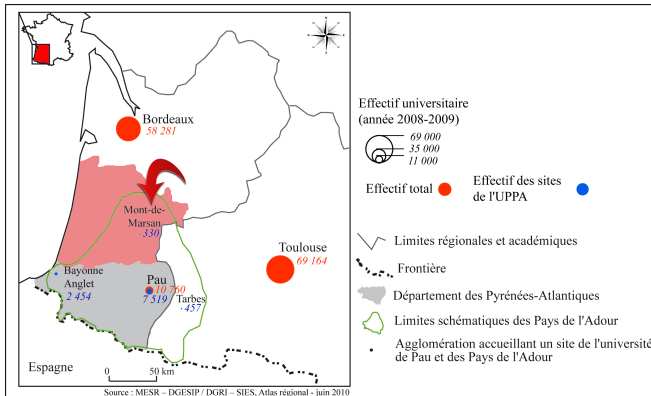 Bordeaux
58 281
Mont-de-
Marsan
330
Toulouse
69 164
Bayonne
Anglet
2 454
Pau
10 760
7 519
Tarbes
457
Espagne
0 50 km
Effectif universitaire
(année 2008-2009)
69 000
35 000
11 000
Effectif total
Effectif des sites
de l'UPPA
Limites régionales et académiques
Frontière
Département des Pyrénées-Atlantiques
Limites schématiques des Pays de l'Adour
Agglomération accueillant un site de l'université
de Pau et des Pays de l'Adour
Source : MESR – DGESIP / DGRI – SIES, Atlas régional - juin 2010